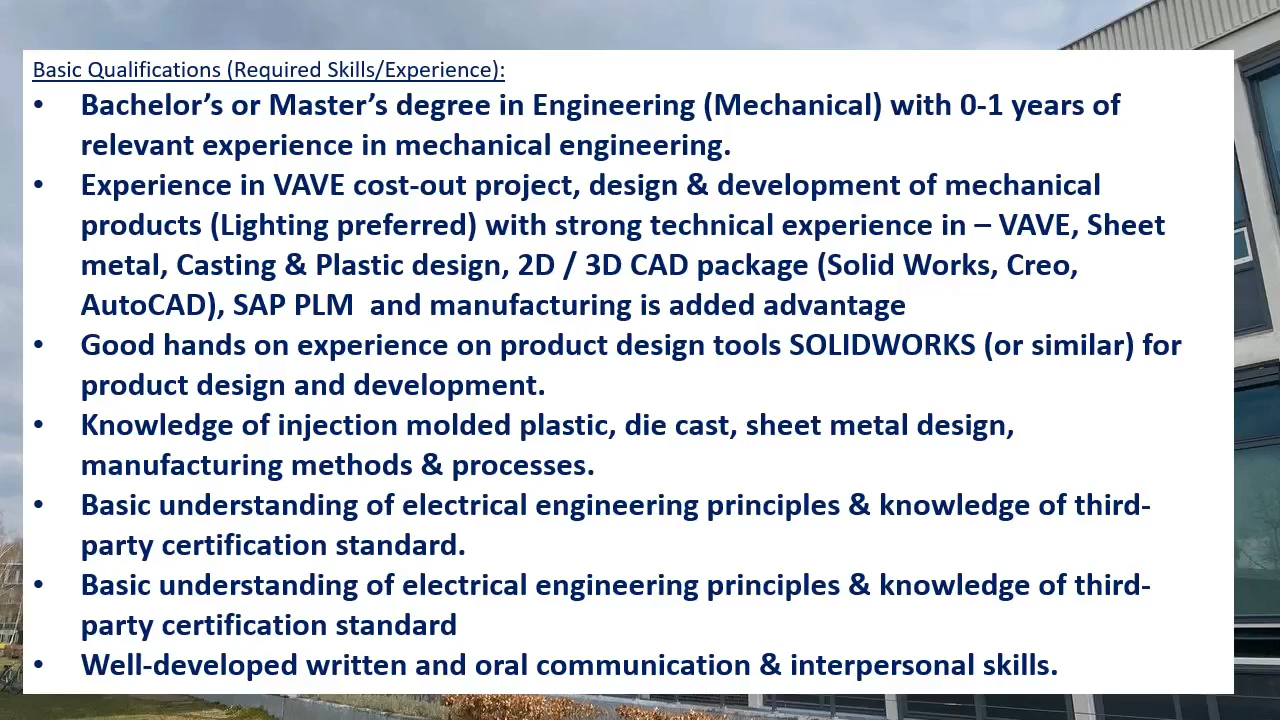 Basic Qualifications (Required Skills/Experience):
• Bachelor’s or Master’s degree in Engineering (Mechanical) with 0-1 years of
relevant experience in mechanical engineering.
• Experience in VAVE cost-out project, design & development of mechanical
products (Lighting preferred) with strong technical experience in – VAVE, Sheet
metal, Casting & Plastic design, 2D / 3D CAD package (Solid Works, Creo,
AutoCAD), SAP PLM  and manufacturing is added advantage
• Good hands on experience on product design tools SOLIDWORKS (or similar) for
product design and development.
• Knowledge of injection molded plastic, die cast, sheet metal design,
manufacturing methods & processes.
• Basic understanding of electrical engineering principles & knowledge of third-
party certification standard.
• Basic understanding of electrical engineering principles & knowledge of third-
party certification standard
• Well-developed written and oral communication & interpersonal skills.